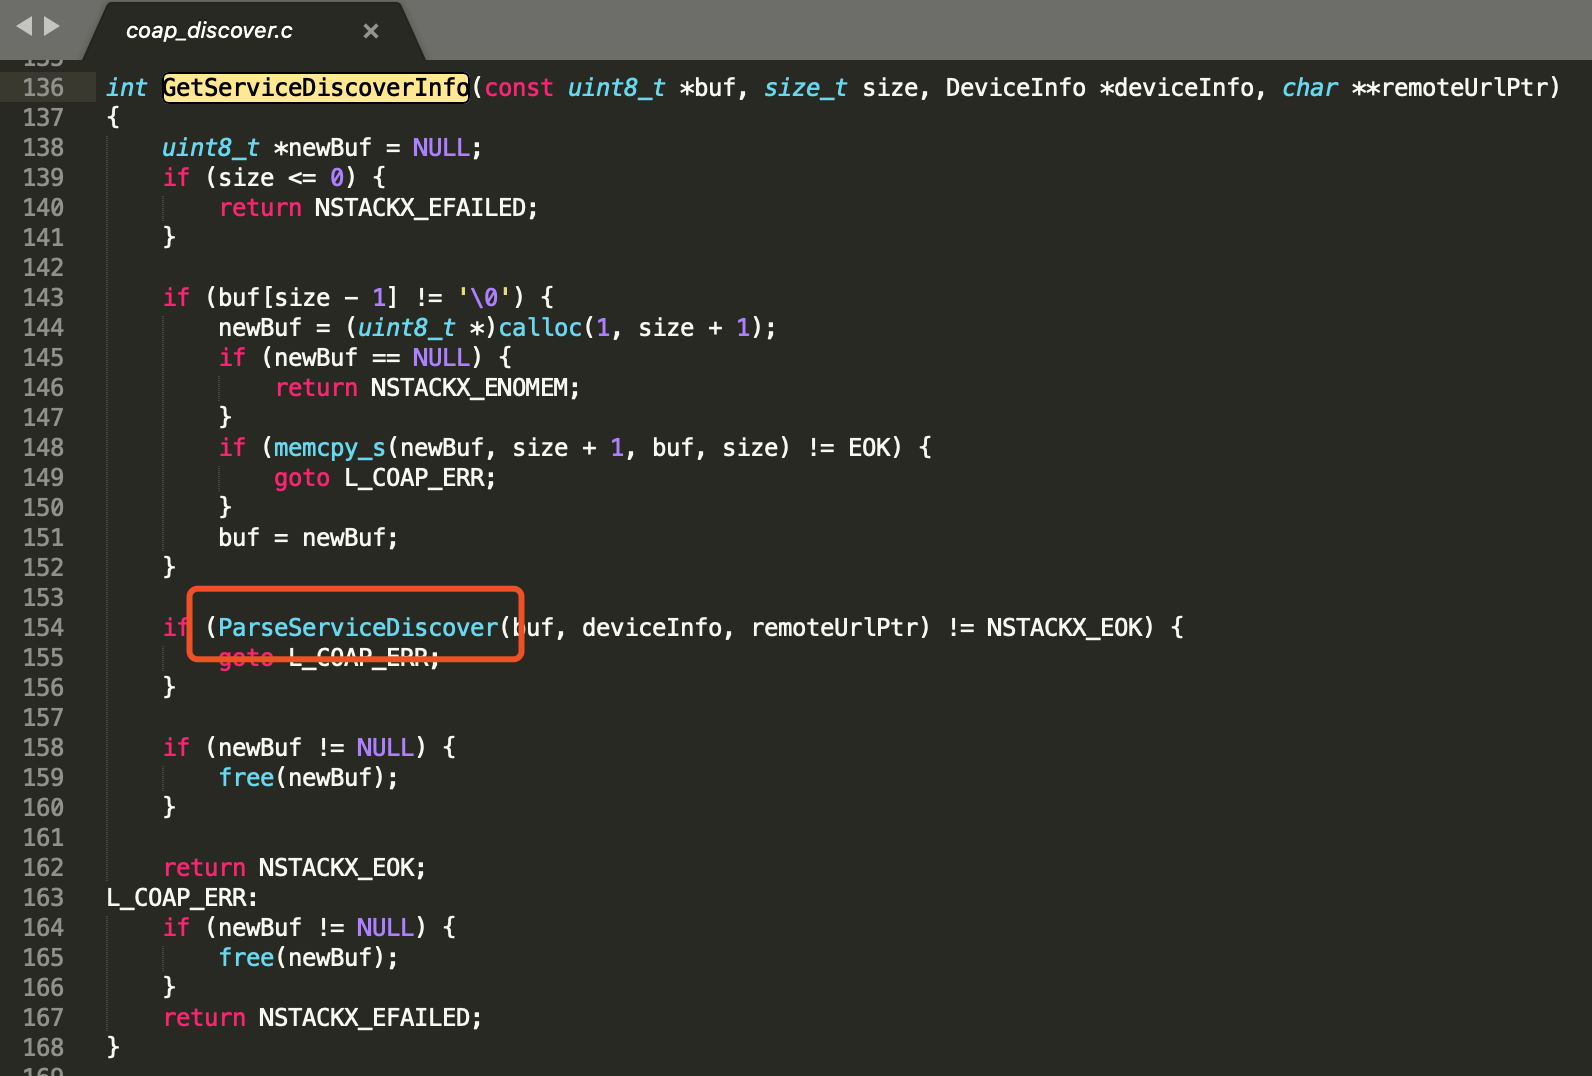 coap_discover.c ×
135
136 int GetServiceDiscoverInfo(const uint8_t *buf, size_t size, DeviceInfo *deviceInfo, char **remoteUrlPtr)
137 {
138     uint8_t *newBuf = NULL;
139     if (size <= 0) {
140         return NSTACKX_EFAILED;
141     }
142
143     if (buf[size - 1] != '\0') {
144         newBuf = (uint8_t *)calloc(1, size + 1);
145         if (newBuf == NULL) {
146             return NSTACKX_ENOMEM;
147         }
148         if (memcpy_s(newBuf, size + 1, buf, size) != EOK) {
149             goto L_COAP_ERR;
150         }
151         buf = newBuf;
152     }
153
154     if (ParseServiceDiscover(buf, deviceInfo, remoteUrlPtr) != NSTACKX_EOK) {
155         goto L_COAP_ERR;
156     }
157
158     if (newBuf != NULL) {
159         free(newBuf);
160     }
161
162     return NSTACKX_EOK;
163 L_COAP_ERR:
164     if (newBuf != NULL) {
165         free(newBuf);
166     }
167     return NSTACKX_EFAILED;
168 }
169